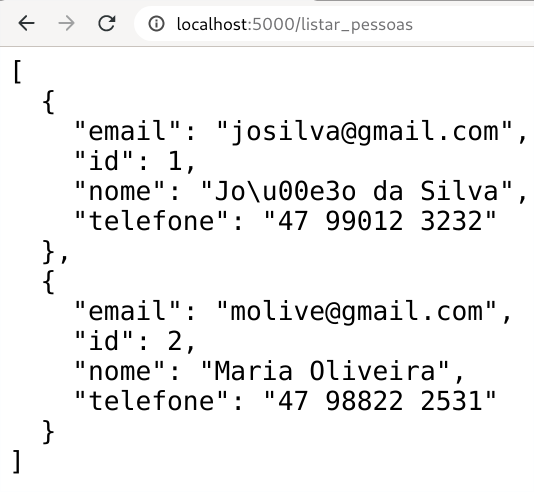 localhost:5000/listar_pessoas
[
  {
    "email": "josilva@gmail.com",
    "id": 1,
    "nome": "Jo\u00e3o da Silva",
    "telefone": "47 99012 3232"
  },
  {
    "email": "molive@gmail.com",
    "id": 2,
    "nome": "Maria Oliveira",
    "telefone": "47 98822 2531"
  }
]